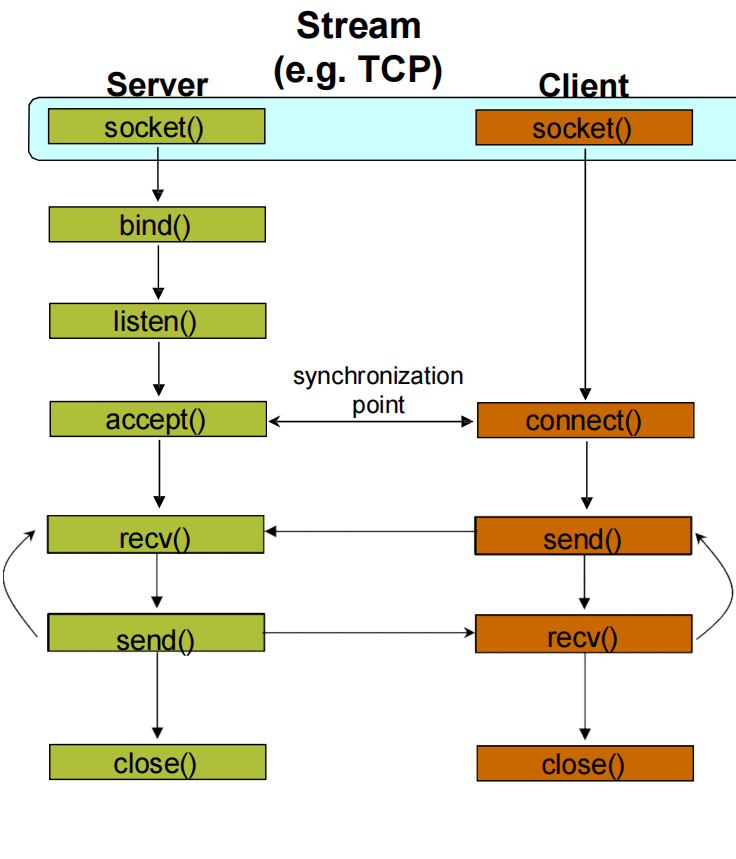 Stream
(e.g. TCP)
Server
Client
socket()
socket()
bind()
listen()
synchronization
point
accept()
connect()
recv()
send()
send()
recv()
close()
close()